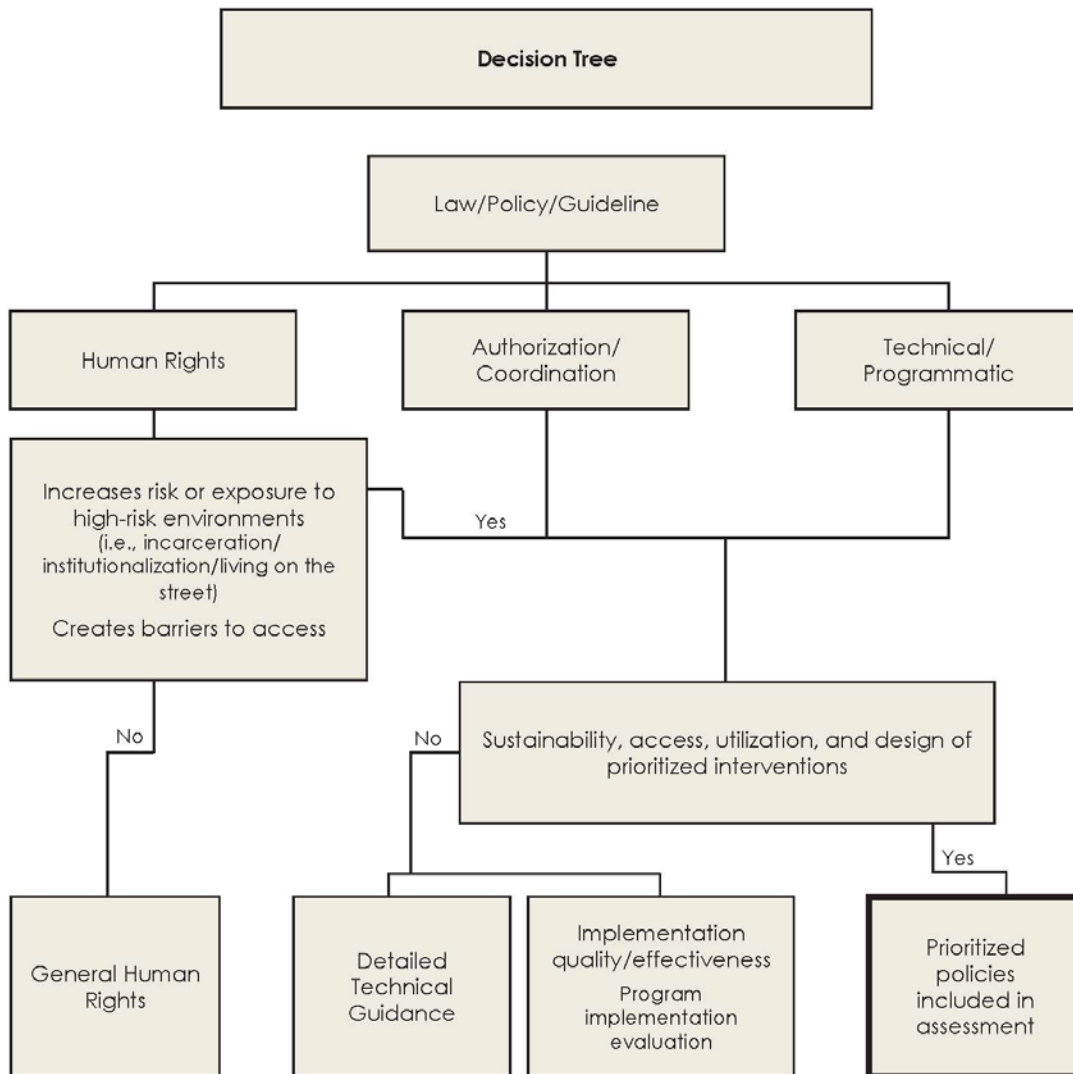 Decision Tree
Law/Policy/Guideline
Human Rights
Authorization/
Coordination
Technical/
Programmatic
Increases risk or exposure to
high-risk environments
(i.e., incarceration/
institutionalization/living on the
street)
Creates barriers to access
Yes
No
No
Sustainability, access, utilization, and design of
prioritized interventions
Yes
General Human
Rights
Detailed
Technical
Guidance
Implementation
quality/effectiveness
Program
implementation
evaluation
Prioritized
policies
included in
assessment